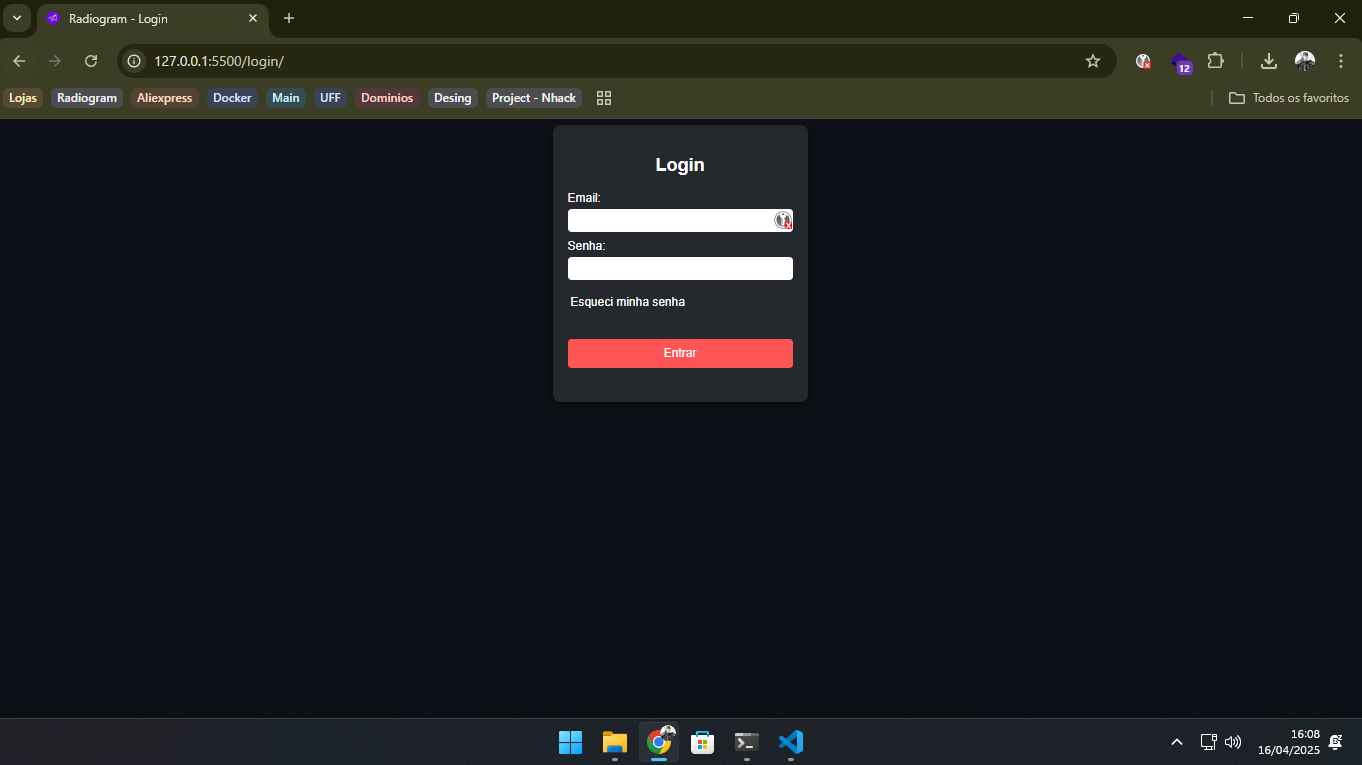 Radiogram - Login
127.0.0.1:5500/login/
12
Lojas Radiogram Aliexpress Docker Main UFF Dominios Desing Project - Nhack Todos os favoritos
Login
Email:
Senha:
Esqueci minha senha
Entrar
16:08
16/04/2025